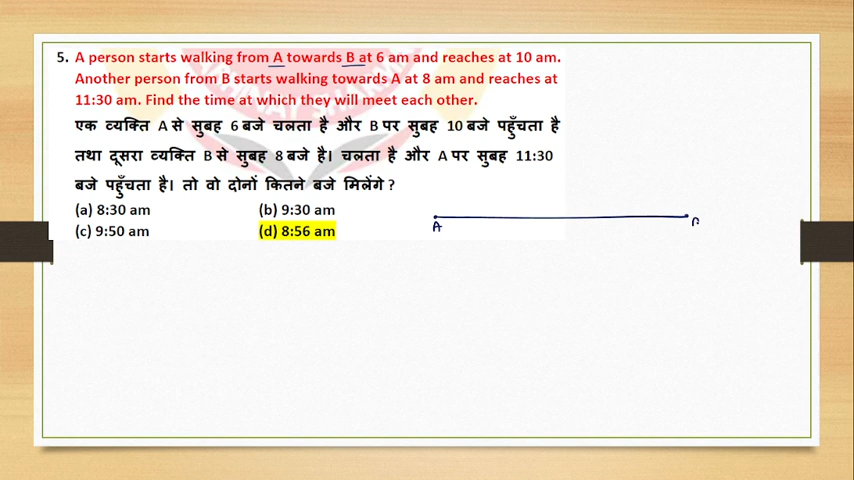 5. A person starts walking from A towards B at 6 am and reaches at 10 am.
Another person from B starts walking towards A at 8 am and reaches at
11:30 am. Find the time at which they will meet each other.
एक व्यक्ति A से सुबह 6 बजे चलता है और B पर सुबह 10 बजे पहुँचता है
तथा दूसरा व्यक्ति B से सुबह 8 बजे है। चलता है और A पर सुबह 11:30
बजे पहुँचता है। तो वो दोनों कितने बजे मिलेंगे ?
(a) 8:30 am (b) 9:30 am
(c) 9:50 am (d) 8:56 am
A